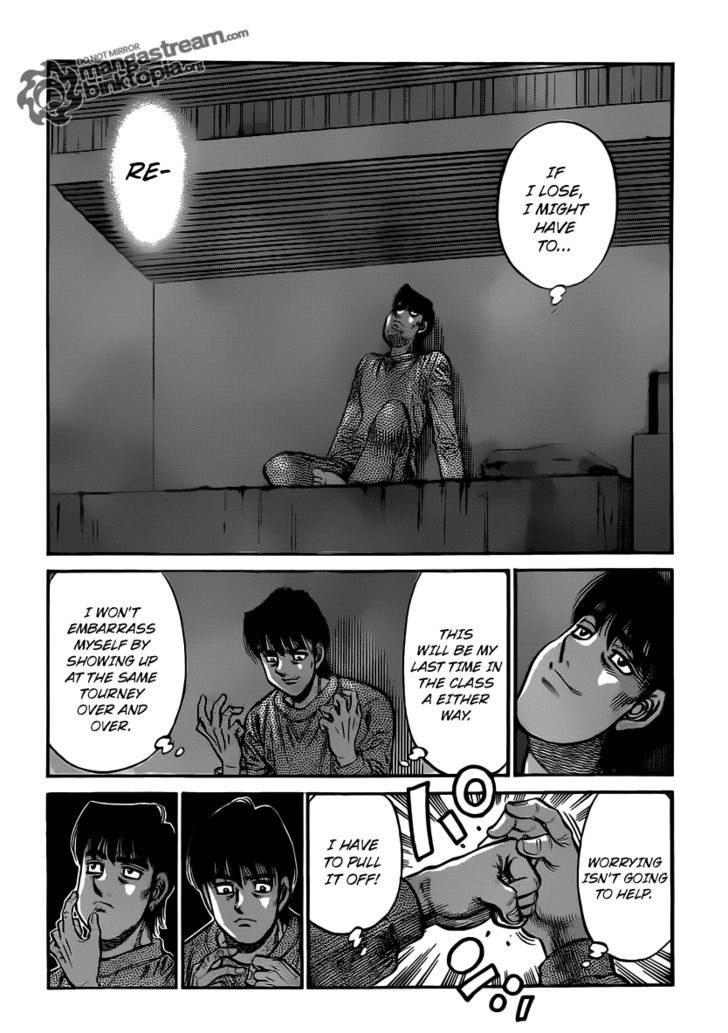 DO NOT MIRROR
mangastream.com
binktopia.org
IF
I LOSE,
I MIGHT
HAVE
TO...
RE-
THIS
WILL BE MY
LAST TIME IN
THE CLASS
A EITHER
WAY.
I WON'T
EMBARRASS
MYSELF BY
SHOWING UP
AT THE SAME
TOURNEY
OVER AND
OVER.
WORRYING
ISN'T GOING
TO HELP.
I HAVE
TO PULL
IT OFF!